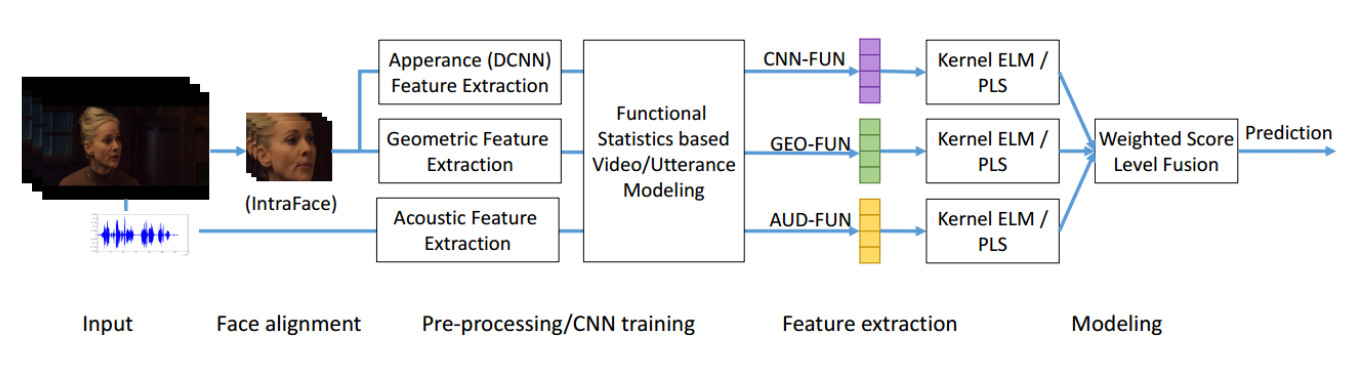 Apperance (DCNN)
Feature Extraction
Geometric Feature
Extraction
Acoustic Feature
Extraction
(IntraFace)
Functional
Statistics based
Video/Utterance
Modeling
CNN-FUN
GEO-FUN
AUD-FUN
Kernel ELM /
PLS
Kernel ELM /
PLS
Kernel ELM /
PLS
Weighted Score
Level Fusion
Prediction
Input
Face alignment
Pre-processing/CNN training
Feature extraction
Modeling